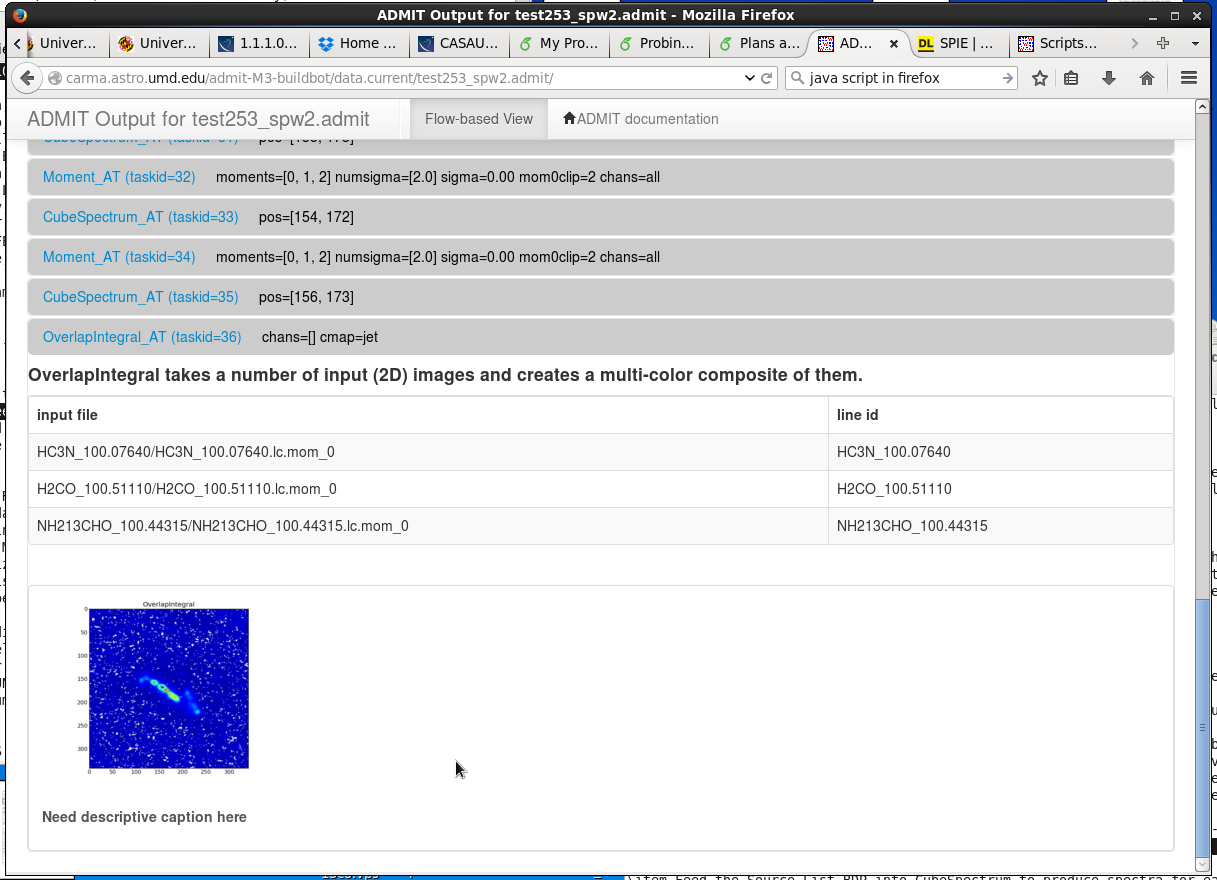 ADMIT Output for test253_spw2.admit - Mozilla Firefox
Univer... Univer... 1.1.1.0... Home ... CASAU... My Pro... Probin... Plans a... AD... SPIE | ... Scripts...
carma.astro.umd.edu/admit-M3-buildbot/data.current/test253_spw2.admit/ java script in firefox
ADMIT Output for test253_spw2.admit Flow-based View ADMIT documentation
Moment_AT (taskid=32) moments=[0, 1, 2] numsigma=[2.0] sigma=0.00 mom0clip=2 chans=all
CubeSpectrum_AT (taskid=33) pos=[154, 172]
Moment_AT (taskid=34) moments=[0, 1, 2] numsigma=[2.0] sigma=0.00 mom0clip=2 chans=all
CubeSpectrum_AT (taskid=35) pos=[156, 173]
OverlapIntegral_AT (taskid=36) chans=[] cmap=jet
OverlapIntegral takes a number of input (2D) images and creates a multi-color composite of them.
input file line id
HC3N_100.07640/HC3N_100.07640.lc.mom_0 HC3N_100.07640
H2CO_100.51110/H2CO_100.51110.lc.mom_0 H2CO_100.51110
NH213CHO_100.44315/NH213CHO_100.44315.lc.mom_0 NH213CHO_100.44315
OverlapIntegral
0
50
100
150
200
250
300
0 50 100 150 200 250 300
Need descriptive caption here